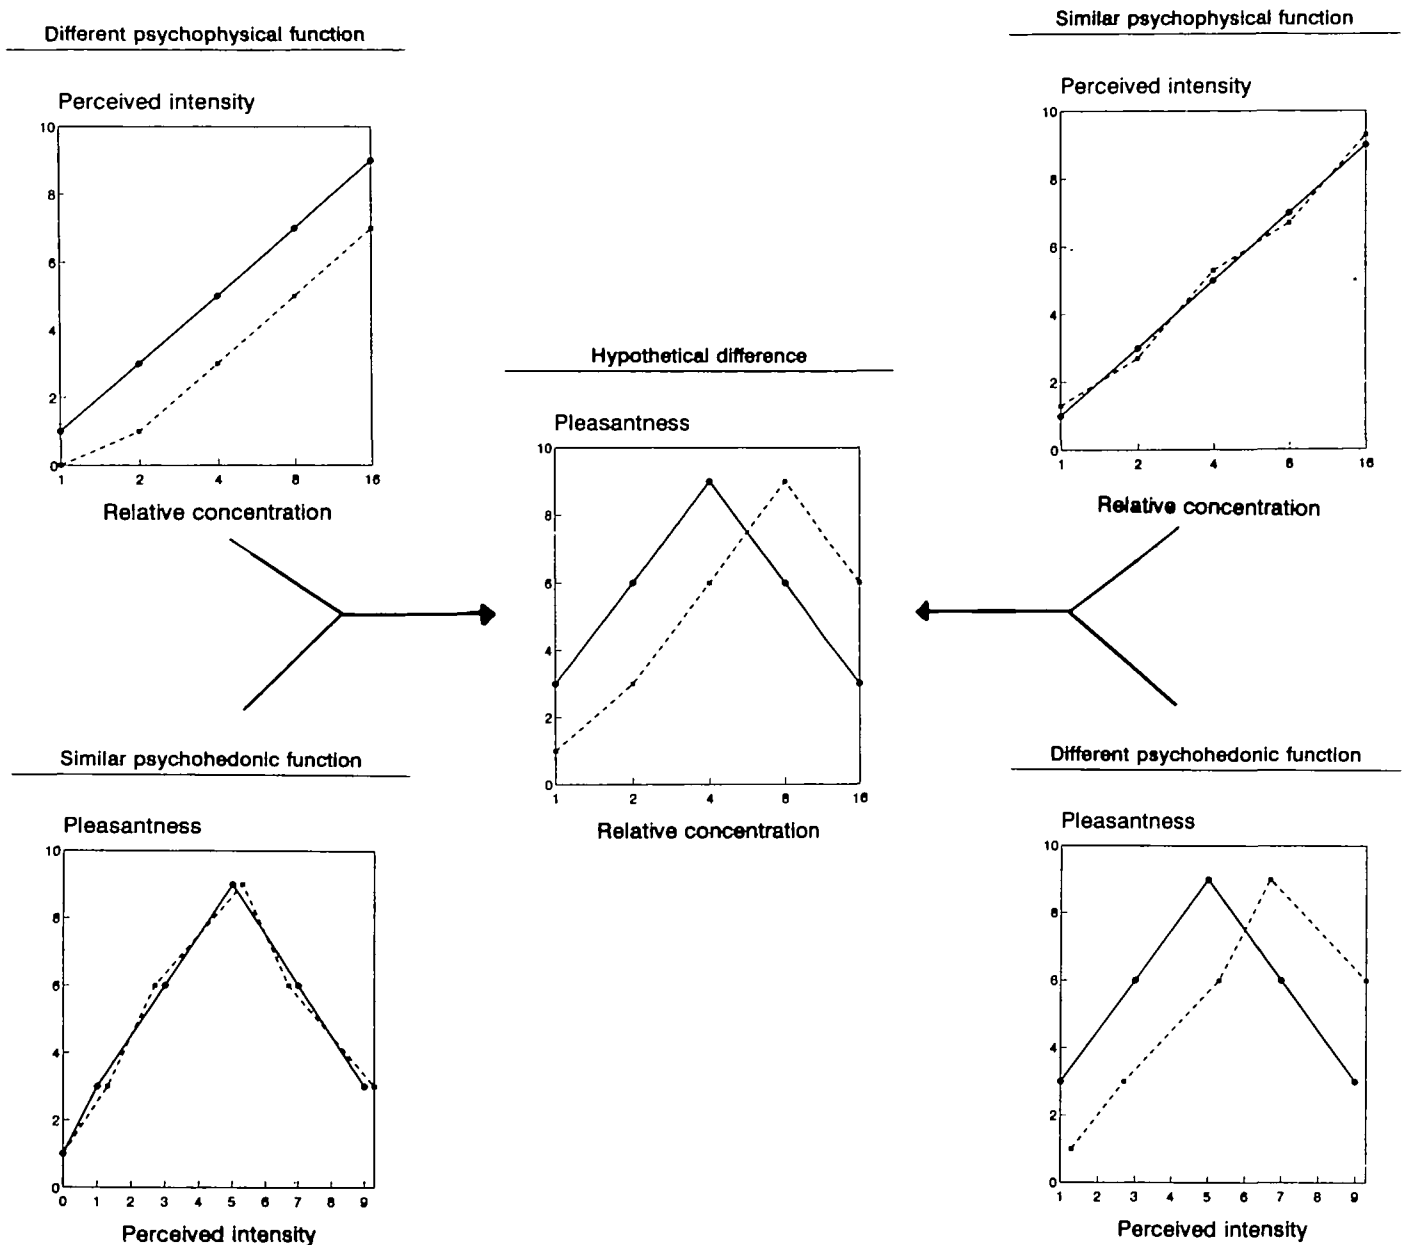 Different psychophysical function
Perceived intensity
10
8
6
4
2
0
1 2 4 8 16
Relative concentration
Similar psychophysical function
Perceived intensity
10
8
6
4
2
0
1 2 4 8 16
Relative concentration
Hypothetical difference
Pleasantness
10
8
6
4
2
0
1 2 4 8 16
Relative concentration
Similar psychohedonic function
Pleasantness
10
8
6
4
2
0
0 1 2 3 4 5 6 7 8 9
Perceived intensity
Different psychohedonic function
Pleasantness
10
8
6
4
2
0
1 2 3 4 5 6 7 8 9
Perceived intensity